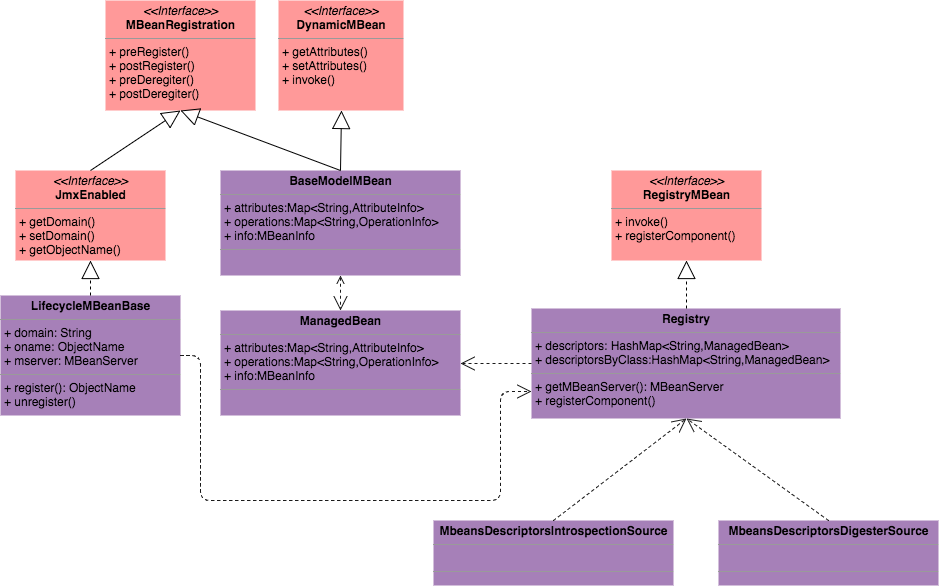 <<Interface>>
MBeanRegistration
+ preRegister()
+ postRegister()
+ preDeregiter()
+ postDeregiter()
<<Interface>>
DynamicMBean
+ getAttributes()
+ setAttributes()
+ invoke()
<<Interface>>
JmxEnabled
+ getDomain()
+ setDomain()
+ getObjectName()
BaseModelMBean
+ attributes:Map<String,AttributeInfo>
+ operations:Map<String,OperationInfo>
+ info:MBeanInfo
<<Interface>>
RegistryMBean
+ invoke()
+ registerComponent()
LifecycleMBeanBase
+ domain: String
+ oname: ObjectName
+ mserver: MBeanServer
+ register(): ObjectName
+ unregister()
ManagedBean
+ attributes:Map<String,AttributeInfo>
+ operations:Map<String,OperationInfo>
+ info:MBeanInfo
Registry
+ descriptors: HashMap<String,ManagedBean>
+ descriptorsByClass:HashMap<String,ManagedBean>
+ getMBeanServer(): MBeanServer
+ registerComponent()
MbeansDescriptorsIntrospectionSource
MbeansDescriptorsDigesterSource